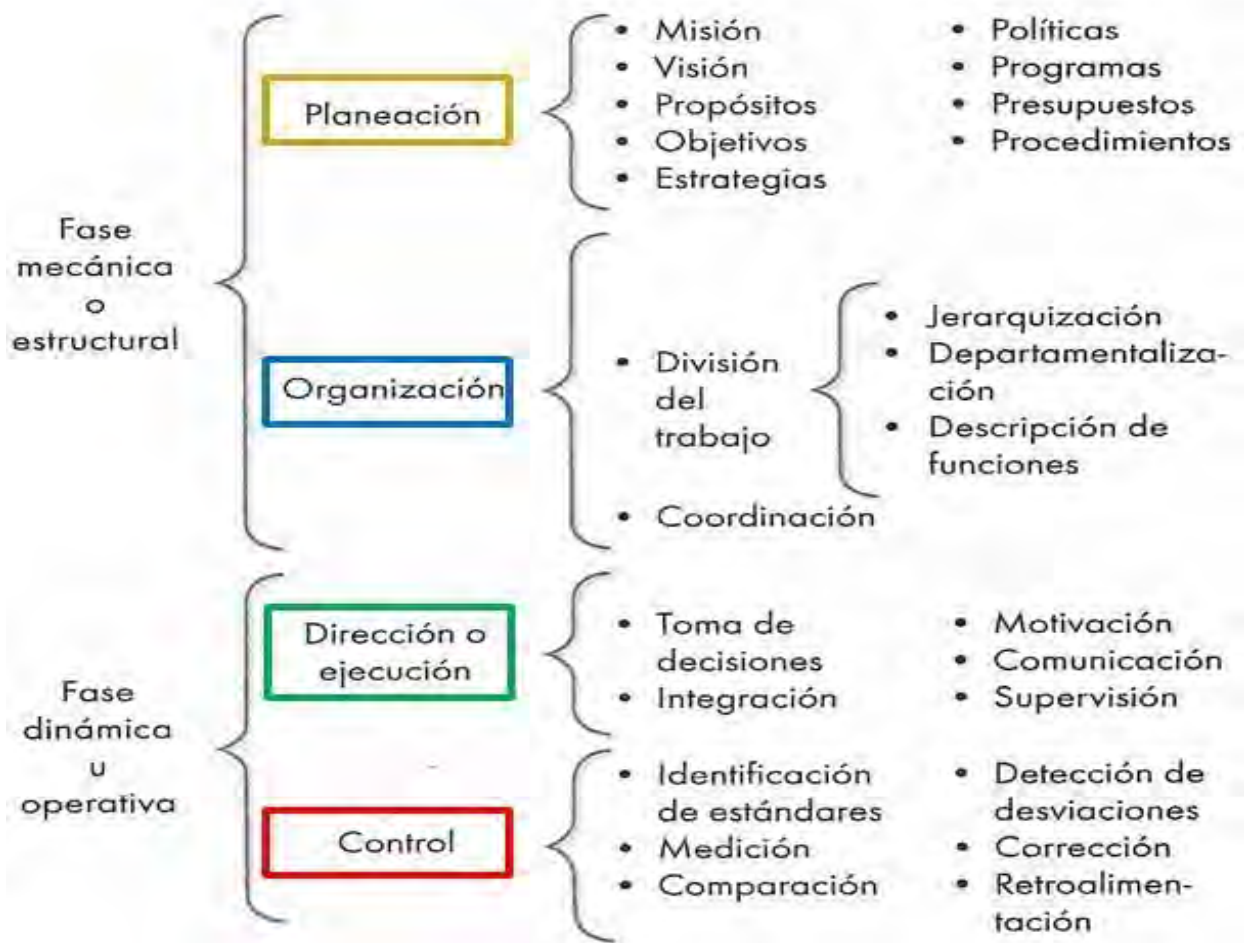 Fase
mecánica
o
estructural
Planeación
• Misión
• Visión
• Propósitos
• Objetivos
• Estrategias
• Políticas
• Programas
• Presupuestos
• Procedimientos
Organización
• División
del
trabajo
• Jerarquización
• Departamentaliza-
ción
• Descripción de
funciones
• Coordinación
Fase
dinámica
u
operativa
Dirección o
ejecución
• Toma de
decisiones
• Integración
• Motivación
• Comunicación
• Supervisión
Control
• Identificación
de estándares
• Medición
• Comparación
• Detección de
desviaciones
• Corrección
• Retroalimen-
tación